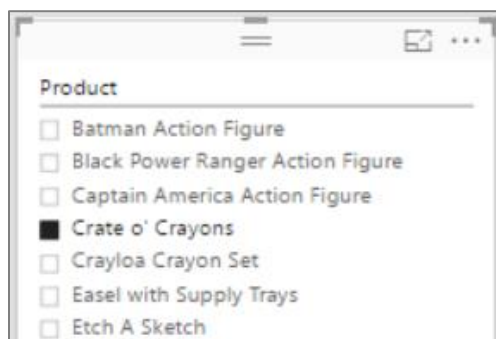 Product
Batman Action Figure
Black Power Ranger Action Figure
Captain America Action Figure
Crate o' Crayons
Crayloa Crayon Set
Easel with Supply Trays
Etch A Sketch